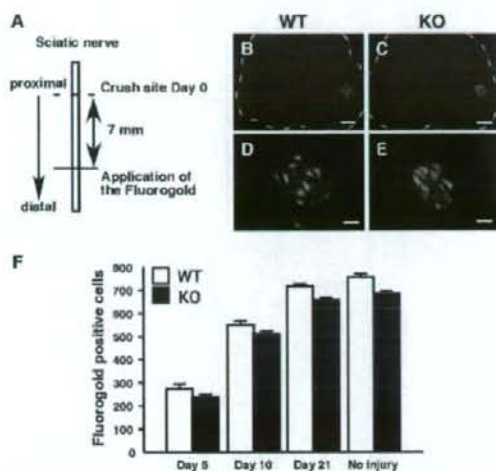 A
Sciatic nerve
proximal
Crush site Day 0
7 mm
Application of
the Fluorogold
distal
WT
KO
B
C
D
E
F
Fluorogold positive cells
800
700
600
500
400
300
200
100
0
WT
KO
Day 5
Day 10
Day 21
No injury